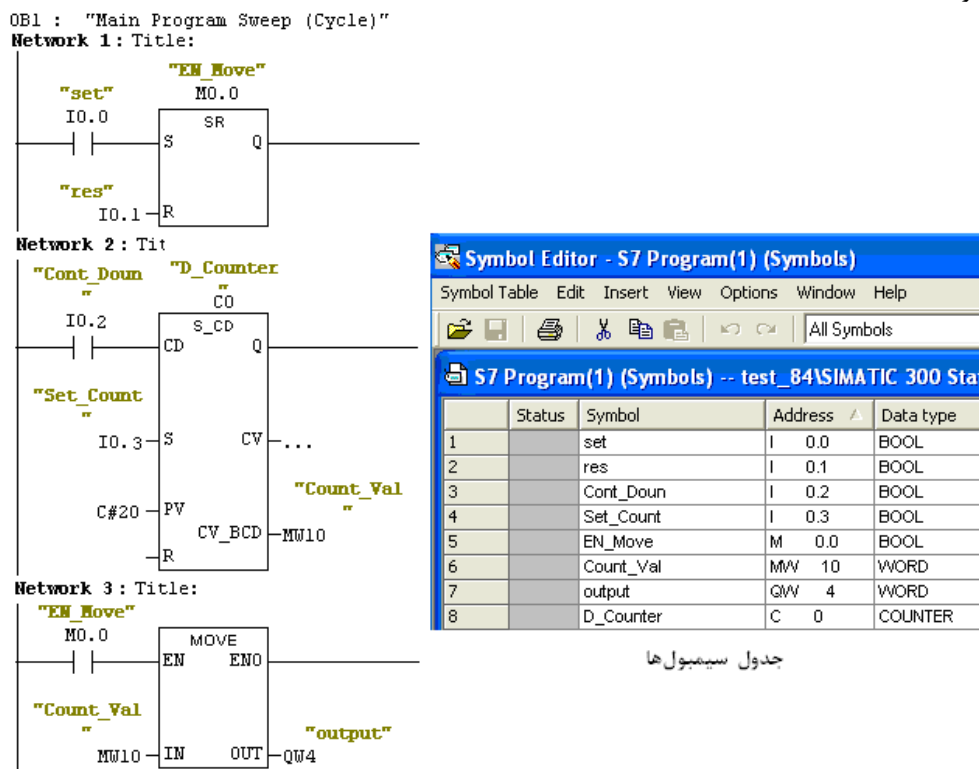 OB1 : "Main Program Sweep (Cycle)"
Network 1: Title:
"EN_Move"
"set" M0.0
I0.0 SR
S Q
"res"
I0.1 R
Network 2: Tit
"Cont_Doun "D_Counter
" "
C0
I0.2 S_CD
CD Q
"Set_Count
"
I0.3 S CV ...
"Count_Val
"
C#20 PV
CV_BCD MW10
R
Network 3: Title:
"EN_Move"
M0.0 MOVE
EN ENO
"Count_Val
" "output"
MW10 IN OUT QW4
Symbol Editor - S7 Program(1) (Symbols)
Symbol Table Edit Insert View Options Window Help
All Symbols
S7 Program(1) (Symbols) -- test_84\SIMATIC 300 Sta
Status Symbol Address Data type
1 set I 0.0 BOOL
2 res I 0.1 BOOL
3 Cont_Doun I 0.2 BOOL
4 Set_Count I 0.3 BOOL
5 EN_Move M 0.0 BOOL
6 Count_Val MW 10 WORD
7 output QW 4 WORD
8 D_Counter C 0 COUNTER
جدول سیمبول‌ها